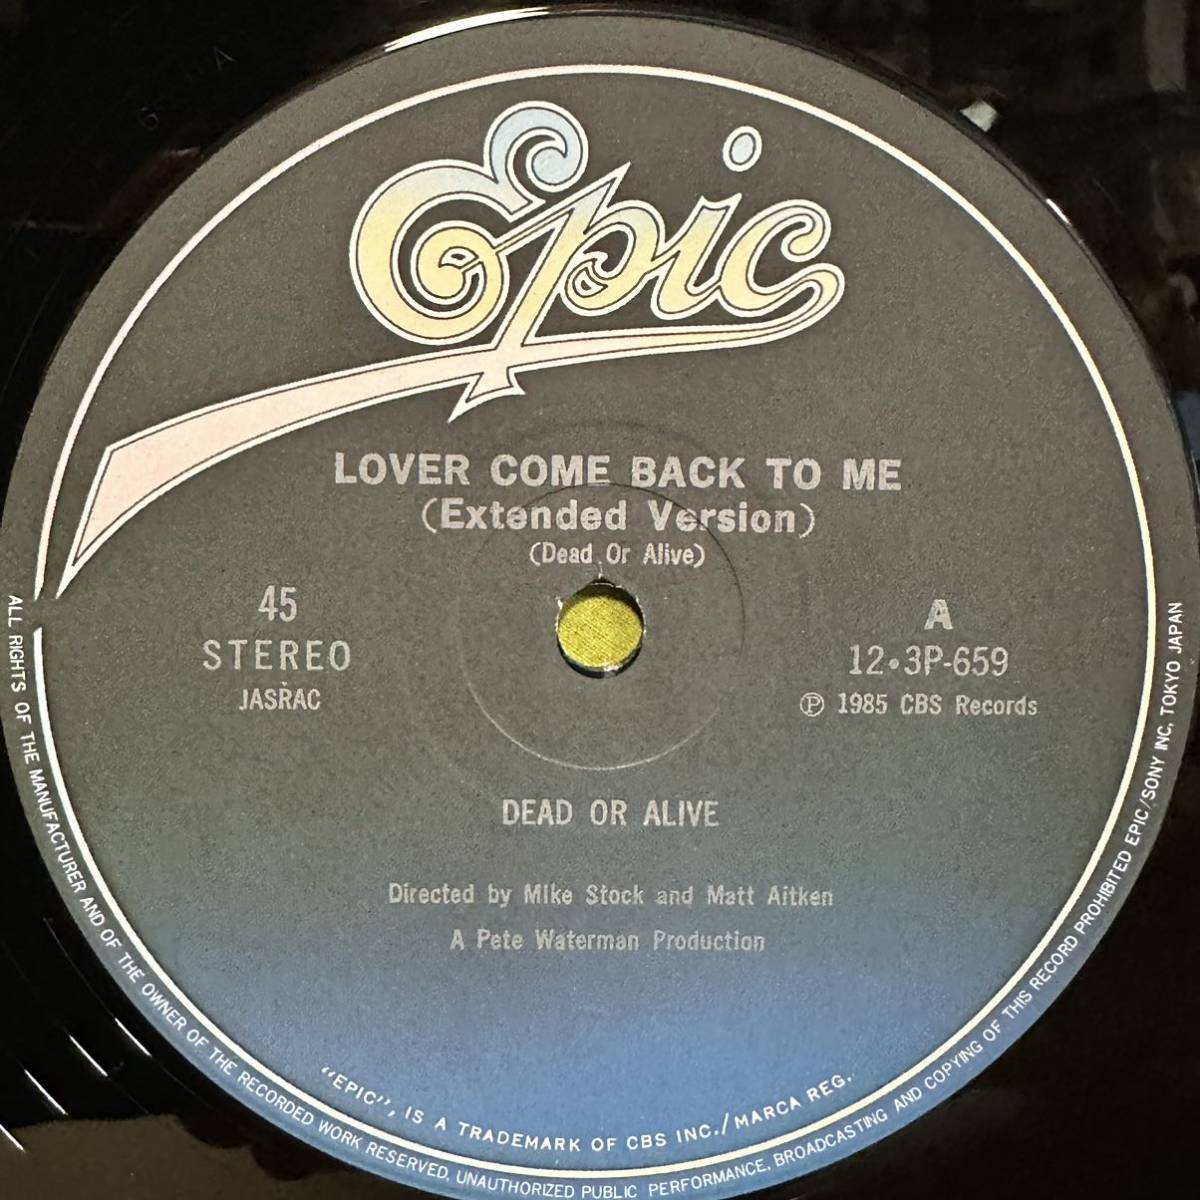 Epic
LOVER COME BACK TO ME
(Extended Version)
(Dead Or Alive)
45
STEREO
JASRAC
A
12•3P-659
Ⓟ 1985 CBS Records
DEAD OR ALIVE
Directed by Mike Stock and Matt Aitken
A Pete Waterman Production
"EPIC", IS A TRADEMARK OF CBS INC./MARCA REG.
ALL RIGHTS OF THE MANUFACTURER AND OF THE OWNER OF THE RECORDED WORK RESERVED, UNAUTHORIZED PUBLIC PERFORMANCE, BROADCASTING AND COPYING OF THIS RECORD PROHIBITED EPIC/SONY INC. TOKYO JAPAN